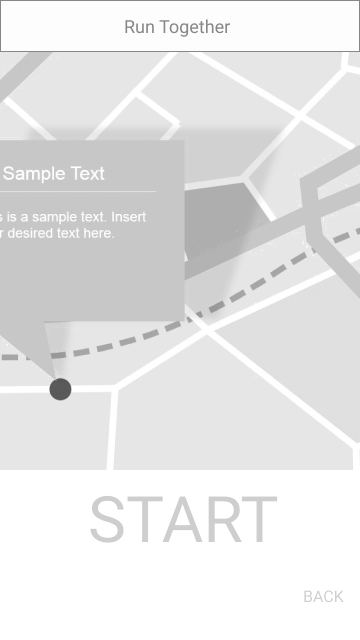 Run Together
Sample Text
is a sample text. Insert
desired text here.
START
BACK